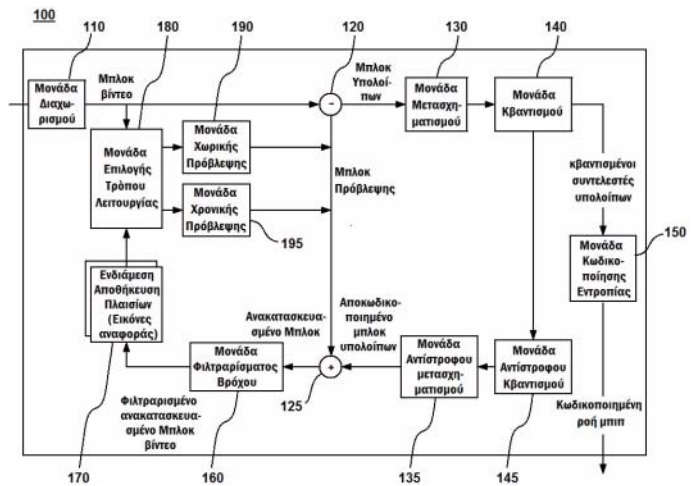 100
110
180
190
120
130
140
Μπλοκ
βίντεο
Μονάδα
Διαχωρισμού
Μπλοκ
Υπολοί-
πων
Μονάδα
Μετασχη-
ματισμού
Μονάδα
Κβαντισμού
Μονάδα
Επιλογής
Τρόπου
Λειτουργίας
Μονάδα
Χωρικής
Πρόβλεψης
Μονάδα
Χρονικής
Πρόβλεψης
195
Μπλοκ
Πρόβλεψης
κβαντισμένοι
συντελεστές
υπολοίπων
150
Μονάδα
Κωδικο-
ποίησης
Εντροπίας
Ενδιάμεση
Αποθήκευση
Πλαισίων
(Εικόνες
αναφοράς)
Ανακατασκευα-
σμένο Μπλοκ
Αποκωδικο-
ποιημένο
μπλοκ
υπολοίπων
Μονάδα
Φιλτραρίσματος
Βρόχου
Μονάδα
Αντίστροφου
μετασχη-
ματισμού
Μονάδα
Αντίστροφου
Κβαντισμού
Φιλτραρισμένο
ανακατασκευα-
σμένο Μπλοκ
βίντεο
125
Κωδικοποιημένη
ροή μπιπ
170
160
135
145